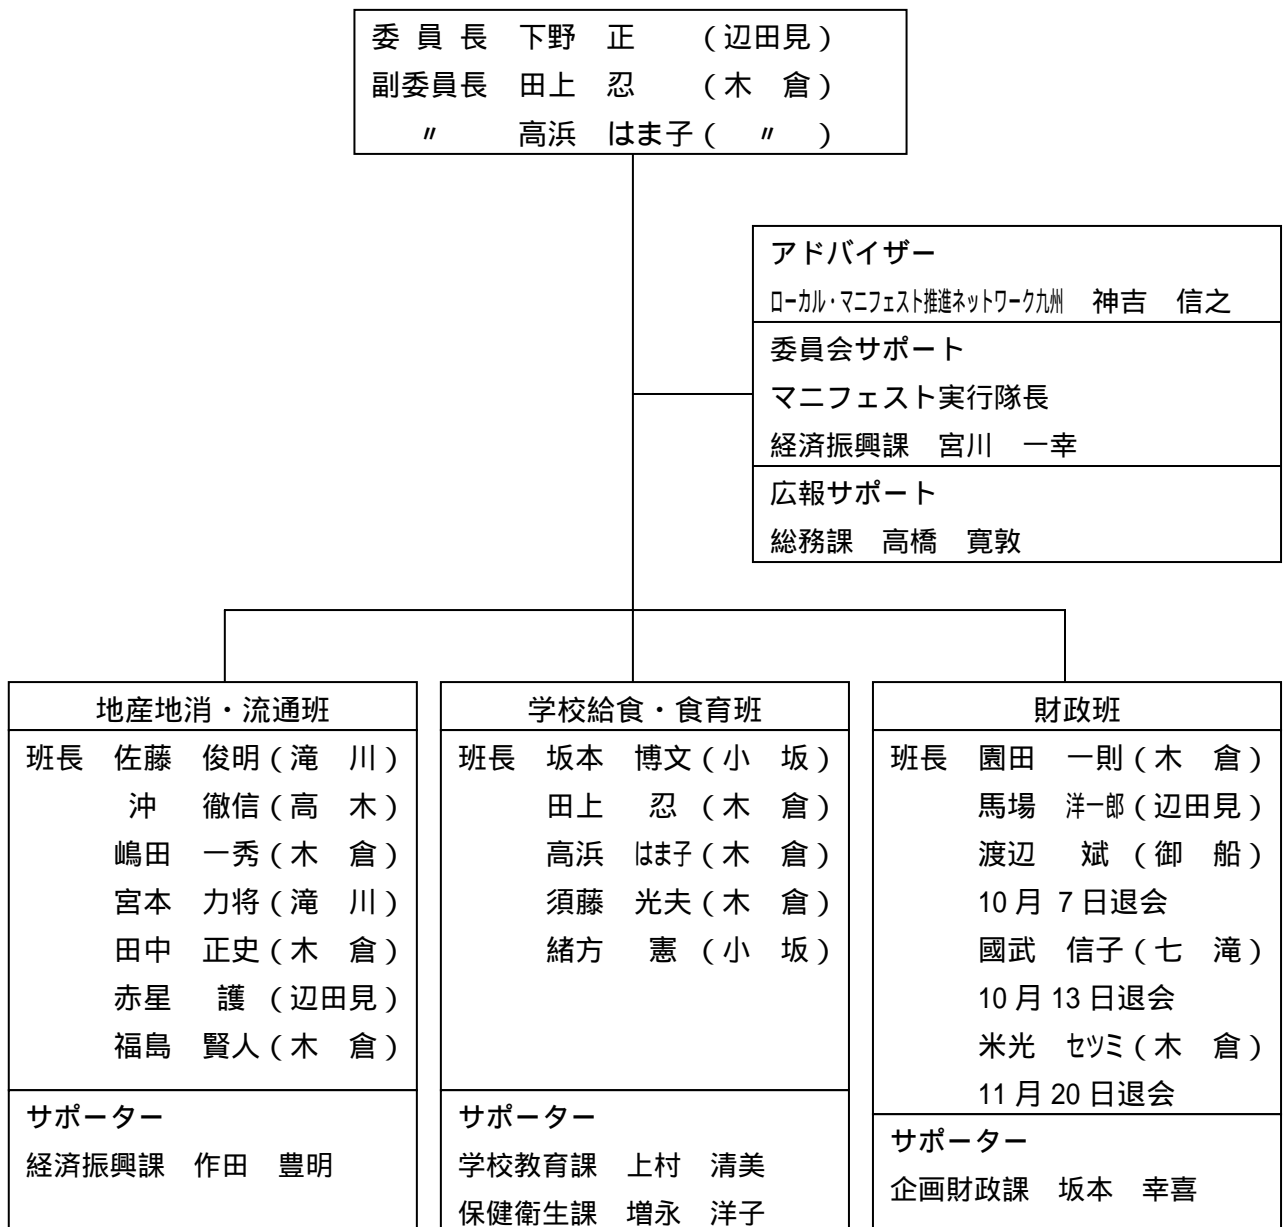 委 員 長　下野　正　　（辺田見）
副委員長　田上　忍　　（木　倉）
〃　　高浜　はま子（　〃　）
アドバイザー
ローカル・マニフェスト推進ネットワーク九州　神吉　信之
委員会サポート
マニフェスト実行隊長
経済振興課　宮川　一幸
広報サポート
総務課　高橋　寛敦
地産地消・流通班
班長　佐藤　俊明（滝　川）
沖　　徹信（高　木）
嶋田　一秀（木　倉）
宮本　力将（滝　川）
田中　正史（木　倉）
赤星　護　（辺田見）
福島　賢人（木　倉）
サポーター
経済振興課　作田　豊明
学校給食・食育班
班長　坂本　博文（小　坂）
田上　忍　（木　倉）
高浜　はま子（木　倉）
須藤　光夫（木　倉）
緒方　憲　（小　坂）
サポーター
学校教育課　上村　清美
保健衛生課　増永　洋子
財政班
班長　園田　一則（木　倉）
馬場　洋一郎（辺田見）
渡辺　斌　（御　船）
10 月 7 日退会
國武　信子（七　滝）
10 月 13 日退会
米光　セツミ（木　倉）
11 月 20 日退会
サポーター
企画財政課　坂本　幸喜